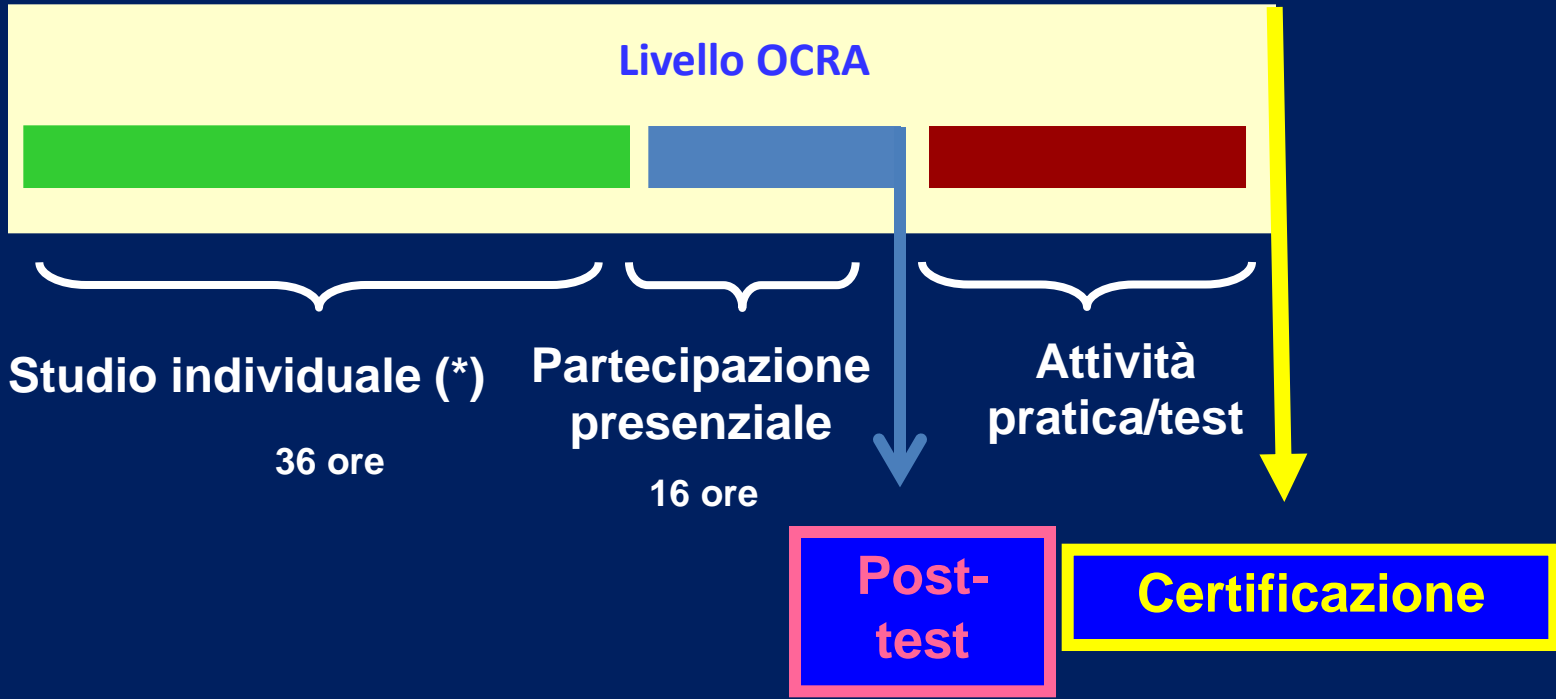 Livello OCRA
Studio individuale (*)
36 ore
Partecipazione
presenziale
16 ore
Attività
pratica/test
Post-
test
Certificazione